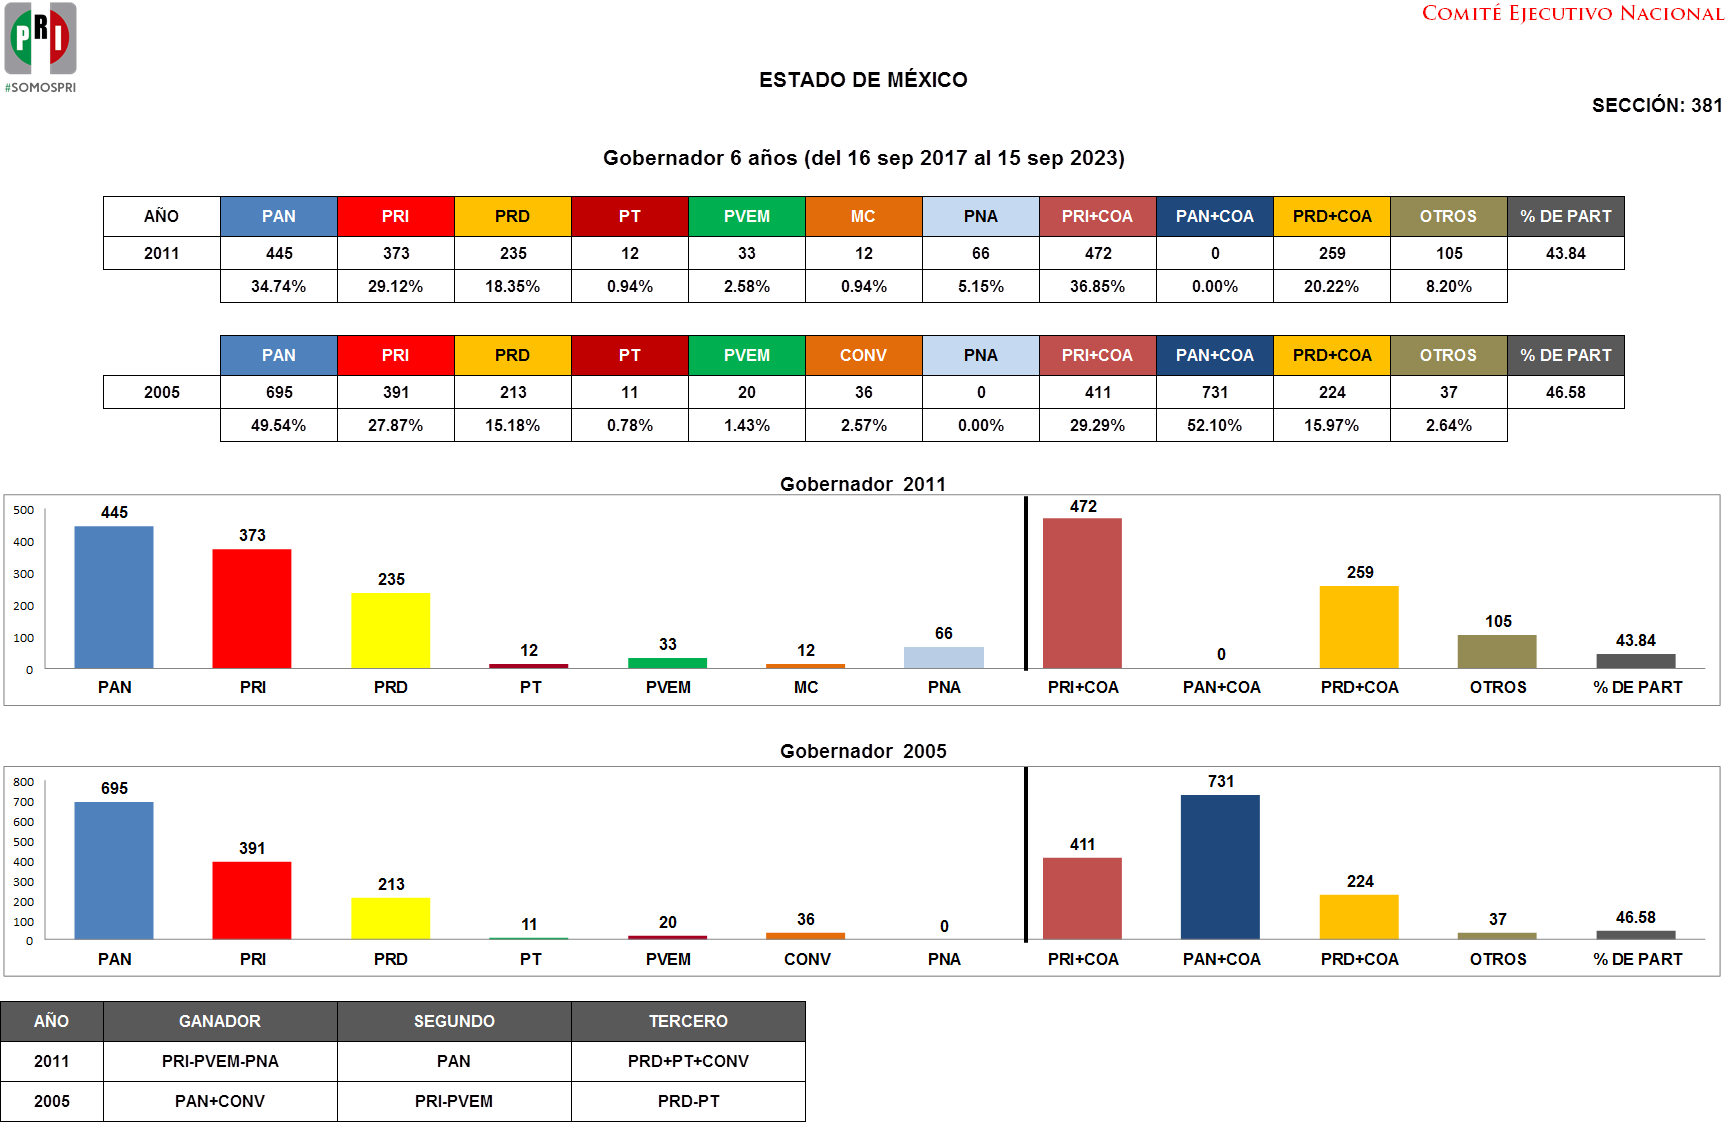 PRI
#SOMOSPRI
COMITÉ EJECUTIVO NACIONAL
ESTADO DE MÉXICO
SECCIÓN: 381
Gobernador 6 años (del 16 sep 2017 al 15 sep 2023)
AÑO PAN PRI PRD PT PVEM MC PNA PRI+COA PAN+COA PRD+COA OTROS % DE PART
2011 445 373 235 12 33 12 66 472 0 259 105 43.84
34.74% 29.12% 18.35% 0.94% 2.58% 0.94% 5.15% 36.85% 0.00% 20.22% 8.20%
PAN PRI PRD PT PVEM CONV PNA PRI+COA PAN+COA PRD+COA OTROS % DE PART
2005 695 391 213 11 20 36 0 411 731 224 37 46.58
49.54% 27.87% 15.18% 0.78% 1.43% 2.57% 0.00% 29.29% 52.10% 15.97% 2.64%
Gobernador 2011
500
400
300
200
100
0
445 373 235 12 33 12 66 472 0 259 105 43.84
PAN PRI PRD PT PVEM MC PNA PRI+COA PAN+COA PRD+COA OTROS % DE PART
Gobernador 2005
800
700
600
500
400
300
200
100
0
695 391 213 11 20 36 0 411 731 224 37 46.58
PAN PRI PRD PT PVEM CONV PNA PRI+COA PAN+COA PRD+COA OTROS % DE PART
AÑO GANADOR SEGUNDO TERCERO
2011 PRI-PVEM-PNA PAN PRD+PT+CONV
2005 PAN+CONV PRI-PVEM PRD-PT